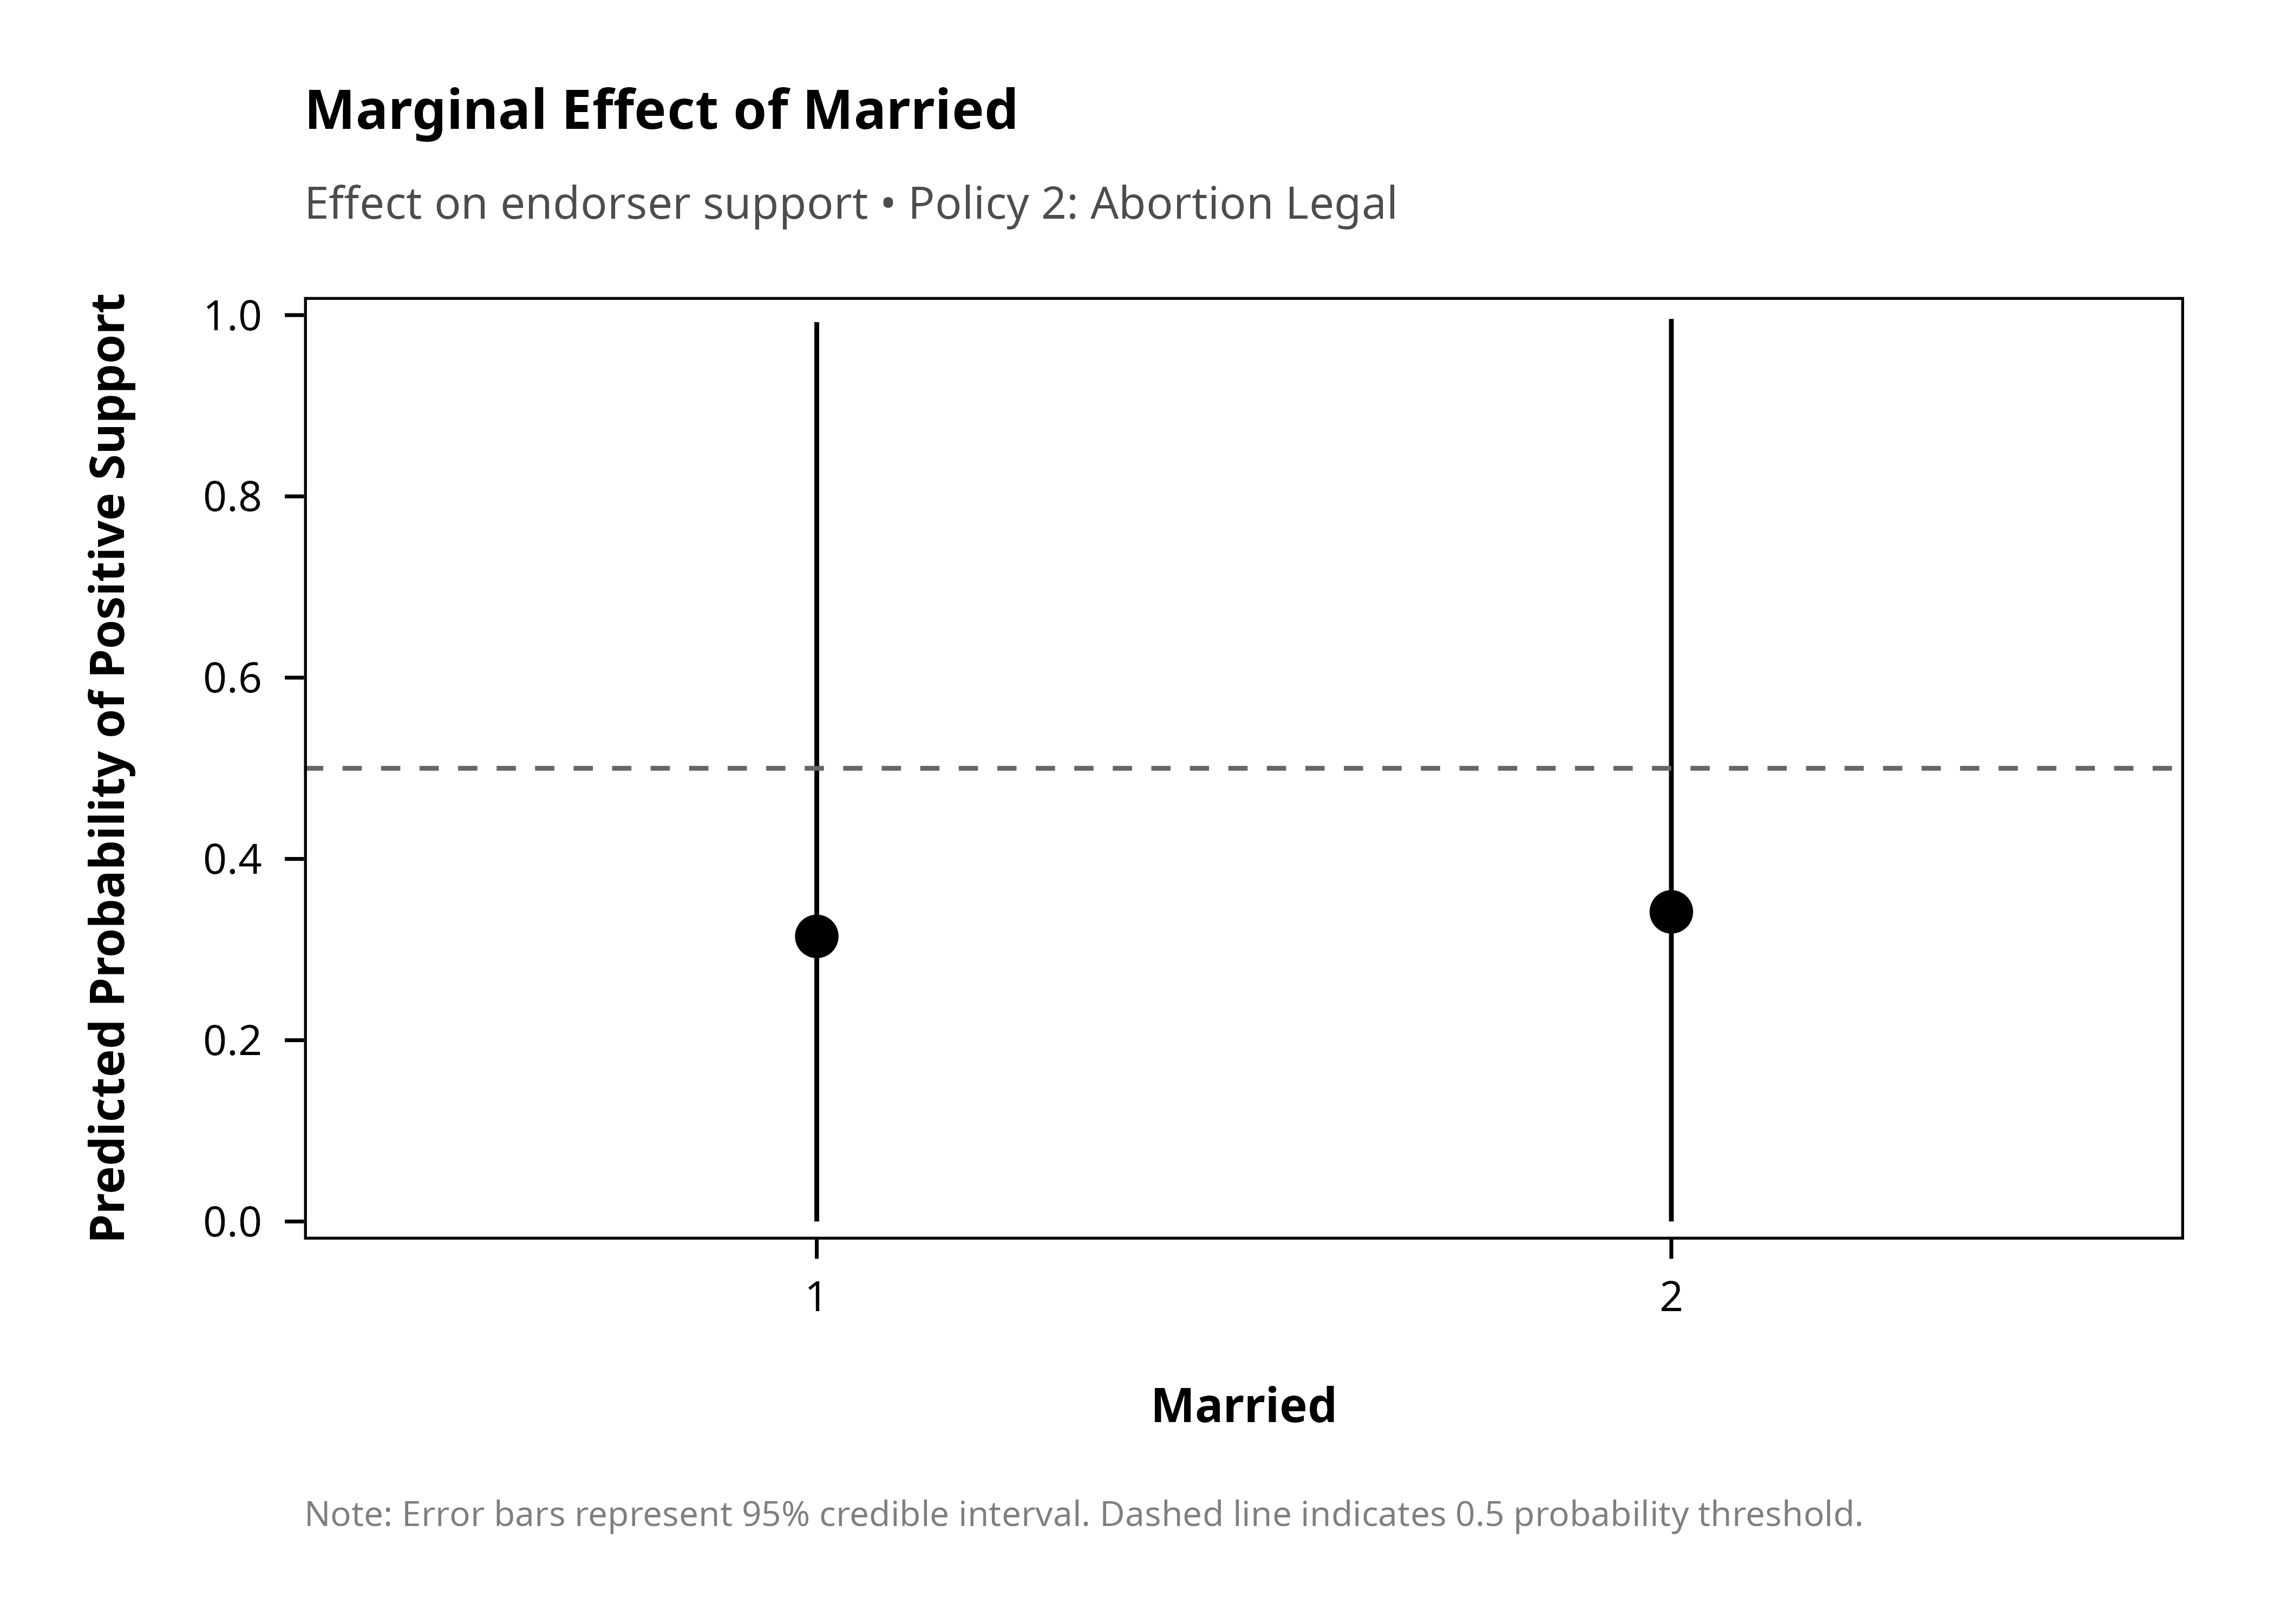 Marginal Effect of Married
Effect on endorser support • Policy 2: Abortion Legal
Predicted Probability of Positive Support
1.0
0.8
0.6
0.4
0.2
0.0
1
2
Married
Note: Error bars represent 95% credible interval. Dashed line indicates 0.5 probability threshold.